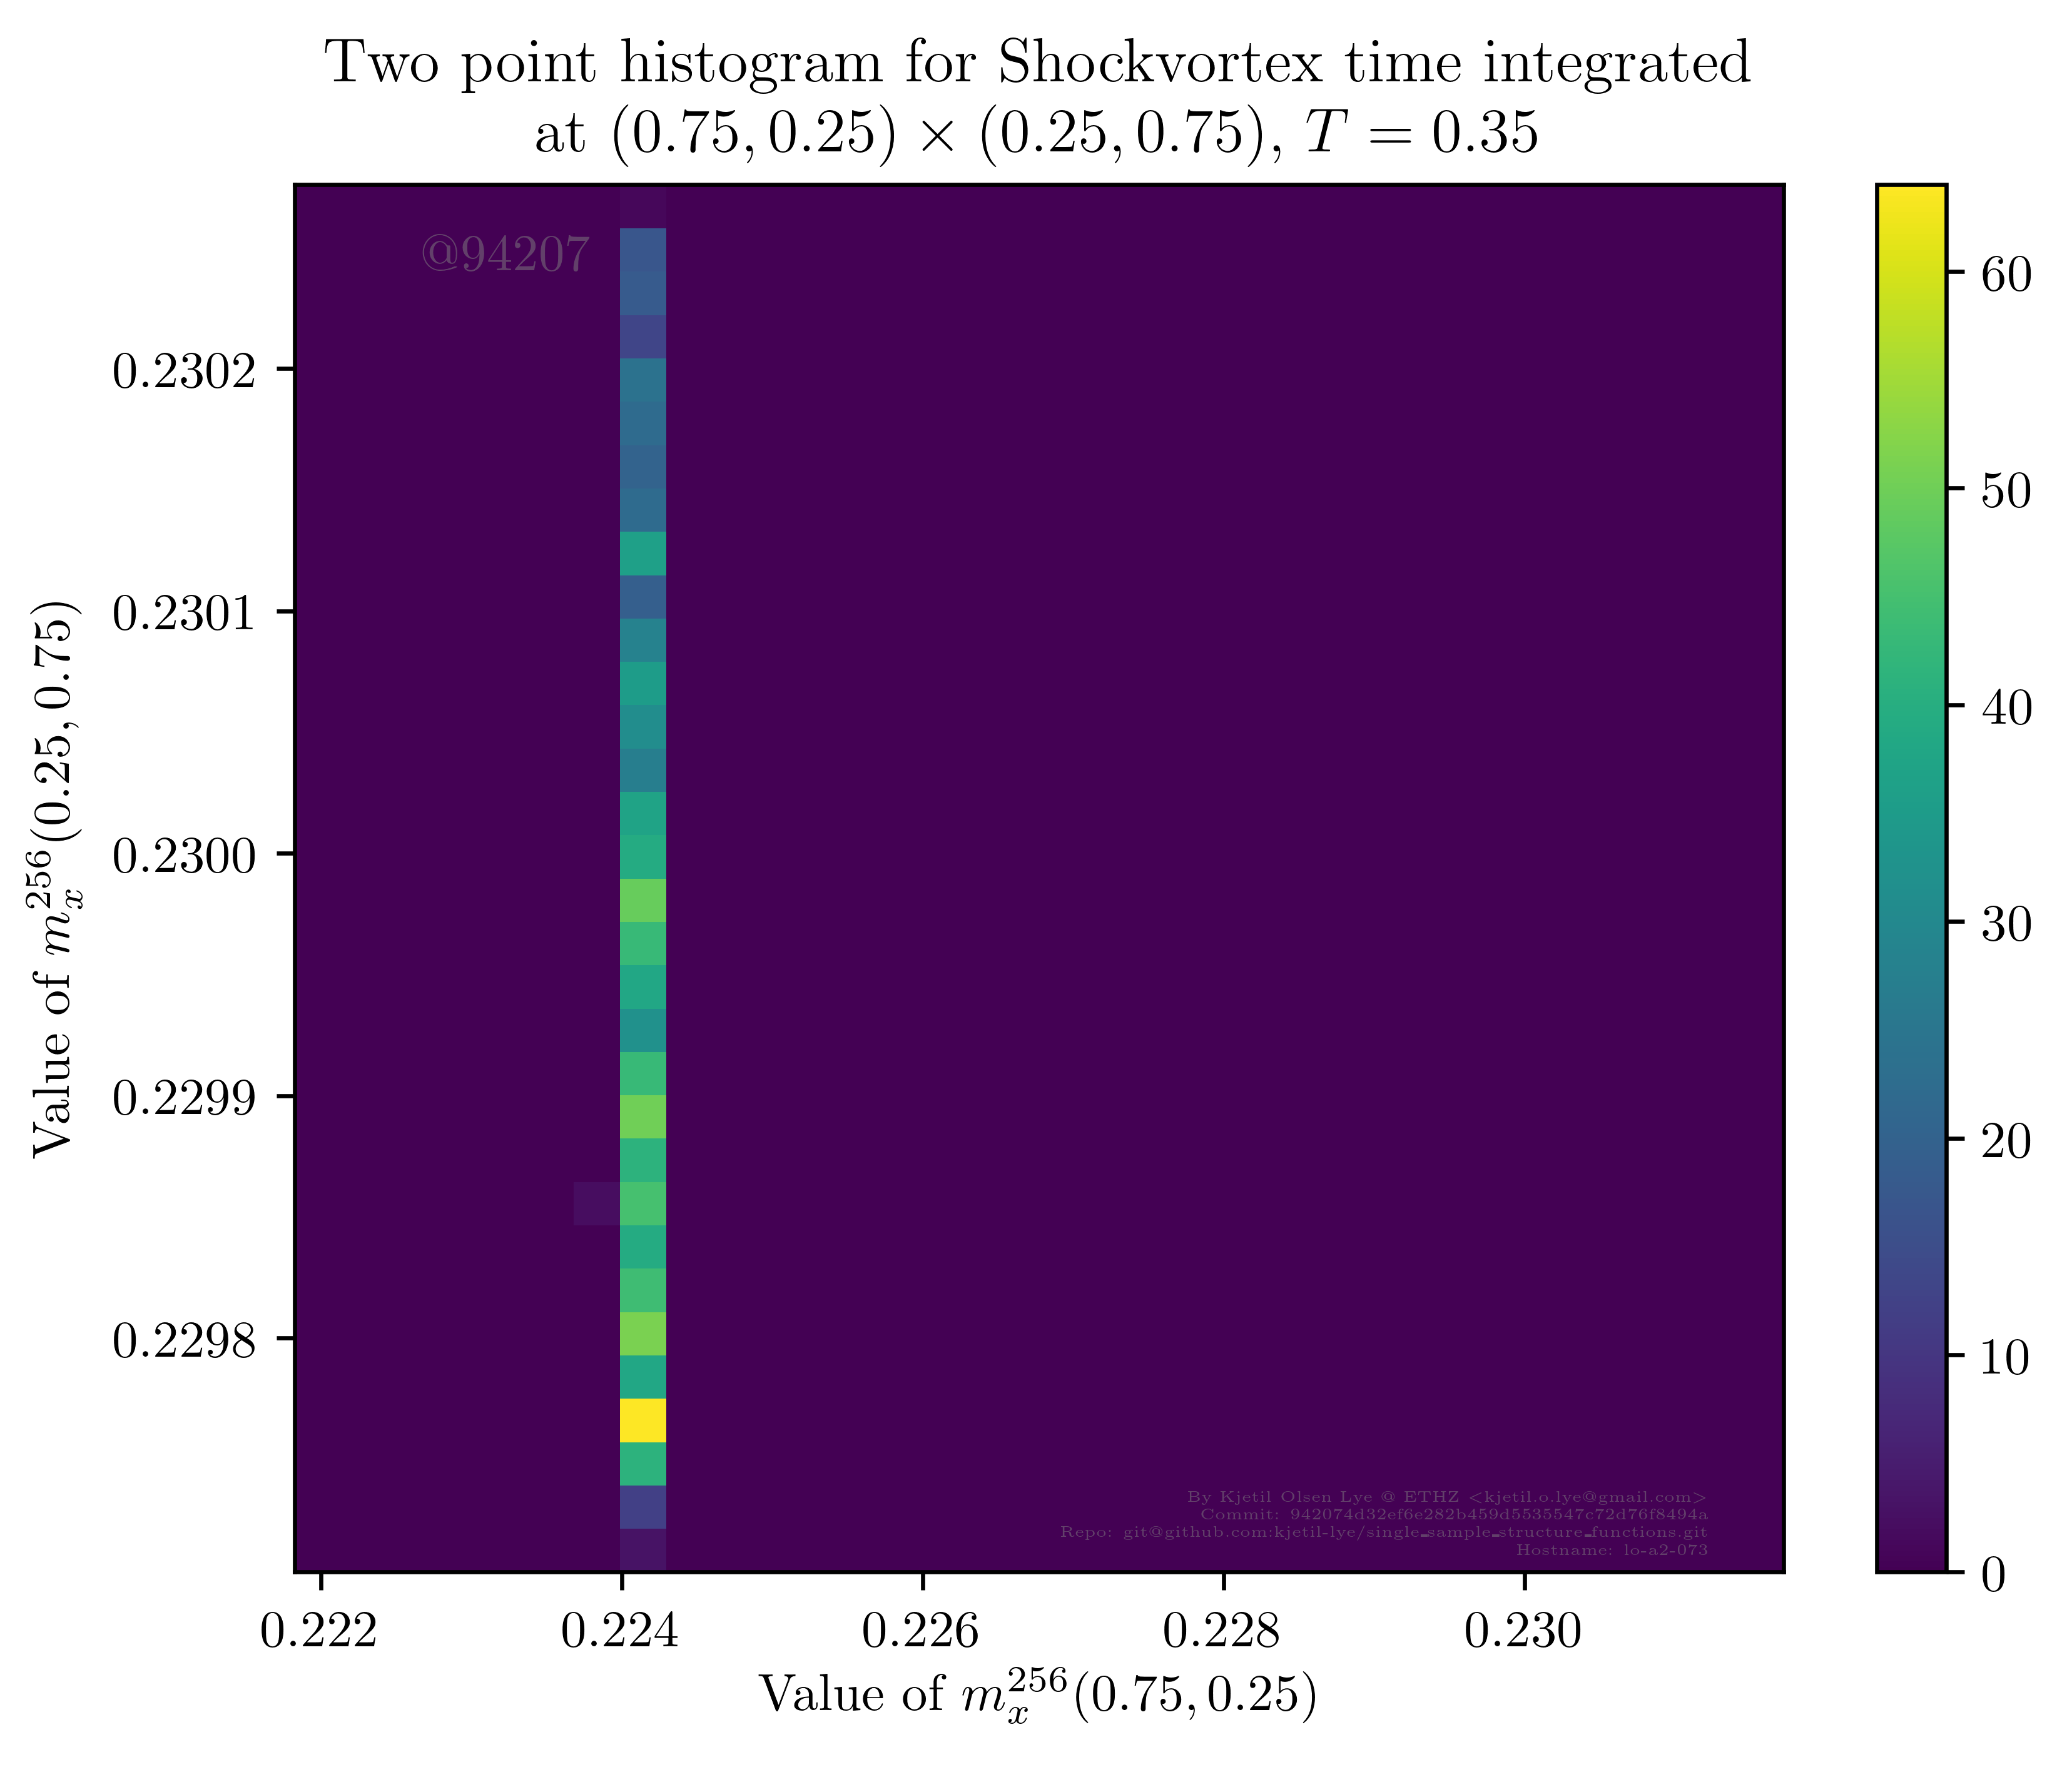 Two point histogram for Shockvortex time integrated
at (0.75, 0.25) × (0.25, 0.75), T = 0.35
@94207
0.2302
0.2301
0.2300
0.2299
0.2298
Value of m_x^256(0.25, 0.75)
60
50
40
30
20
10
0
By Kjetil Olsen Lye @ ETHZ <kjetil.o.lye@gmail.com>
Commit: 942074d32ef6e282b459d5535547c72d76f8494a
Repo: git@github.com:kjetil-lye/single_sample_structure_functions.git
Hostname: lo-a2-073
0.222 0.224 0.226 0.228 0.230
Value of m_x^256(0.75, 0.25)